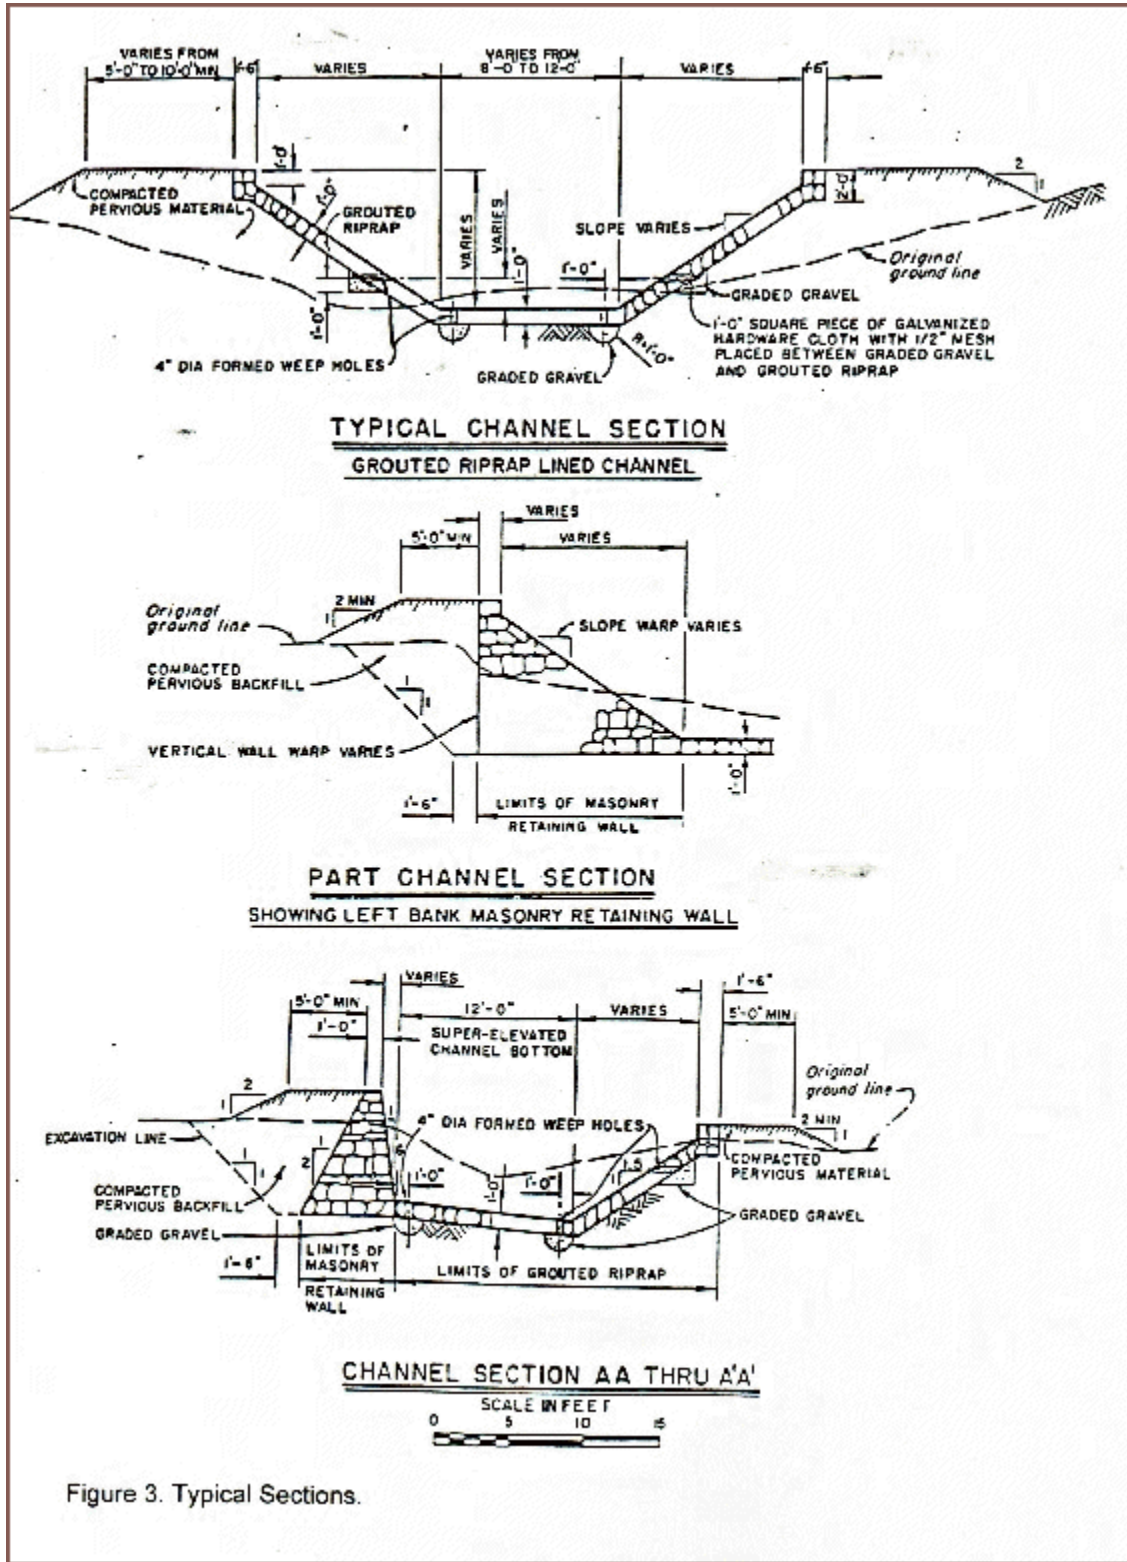 VARIES FROM
5'-0" TO 10'-0" MIN
1'-6"
VARIES
VARIES FROM
8'-0" TO 12'-0"
VARIES
1'-6"
1'-0"
COMPACTED
PERVIOUS MATERIAL
1'-0"
GROUTED
RIPRAP
VARIES
VARIES
1'-0"
1'-0"
SLOPE VARIES
2'-0"
2
1
Original
ground line
GRADED GRAVEL
1'-0" SQUARE PIECE OF GALVANIZED
HARDWARE CLOTH WITH 1/2" MESH
PLACED BETWEEN GRADED GRAVEL
AND GROUTED RIPRAP
1'-0"
4" DIA FORMED WEEP HOLES
GRADED GRAVEL
R=1'-0"
TYPICAL CHANNEL SECTION
GROUTED RIPRAP LINED CHANNEL
VARIES
5'-0" MIN
VARIES
2 MIN
1
Original
ground line
SLOPE WARP VARIES
COMPACTED
PERVIOUS BACKFILL
1
1
VERTICAL WALL WARP VARIES
1'-0"
1'-6"
LIMITS OF MASONRY
RETAINING WALL
PART CHANNEL SECTION
SHOWING LEFT BANK MASONRY RETAINING WALL
VARIES
1'-6"
5'-0" MIN
12'-0"
VARIES
5'-0" MIN
1'-0"
SUPER-ELEVATED
CHANNEL BOTTOM
Original
ground line
2
1
4" DIA FORMED WEEP HOLES
2 MIN
1
EXCAVATION LINE
1
2
1
6
1
1
1'-0"
1'-0"
1'-0"
1
1.5
COMPACTED
PERVIOUS MATERIAL
COMPACTED
PERVIOUS BACKFILL
GRADED GRAVEL
GRADED GRAVEL
1'-6"
LIMITS OF
MASONRY
RETAINING
WALL
LIMITS OF GROUTED RIPRAP
CHANNEL SECTION AA THRU A'A'
SCALE IN FEET
0 5 10 15
Figure 3. Typical Sections.